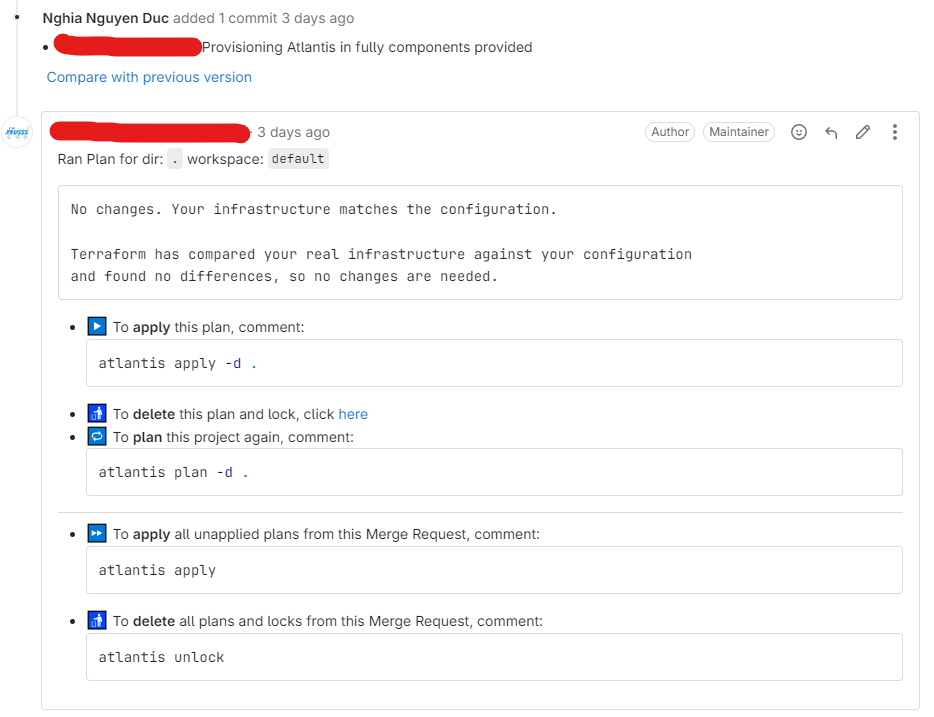 Nghia Nguyen Duc added 1 commit 3 days ago
Provisioning Atlantis in fully components provided
Compare with previous version
· 3 days ago
Author
Maintainer
Ran Plan for dir: . workspace: default
No changes. Your infrastructure matches the configuration.
Terraform has compared your real infrastructure against your configuration
and found no differences, so no changes are needed.
To apply this plan, comment:
atlantis apply -d .
To delete this plan and lock, click here
To plan this project again, comment:
atlantis plan -d .
To apply all unapplied plans from this Merge Request, comment:
atlantis apply
To delete all plans and locks from this Merge Request, comment:
atlantis unlock